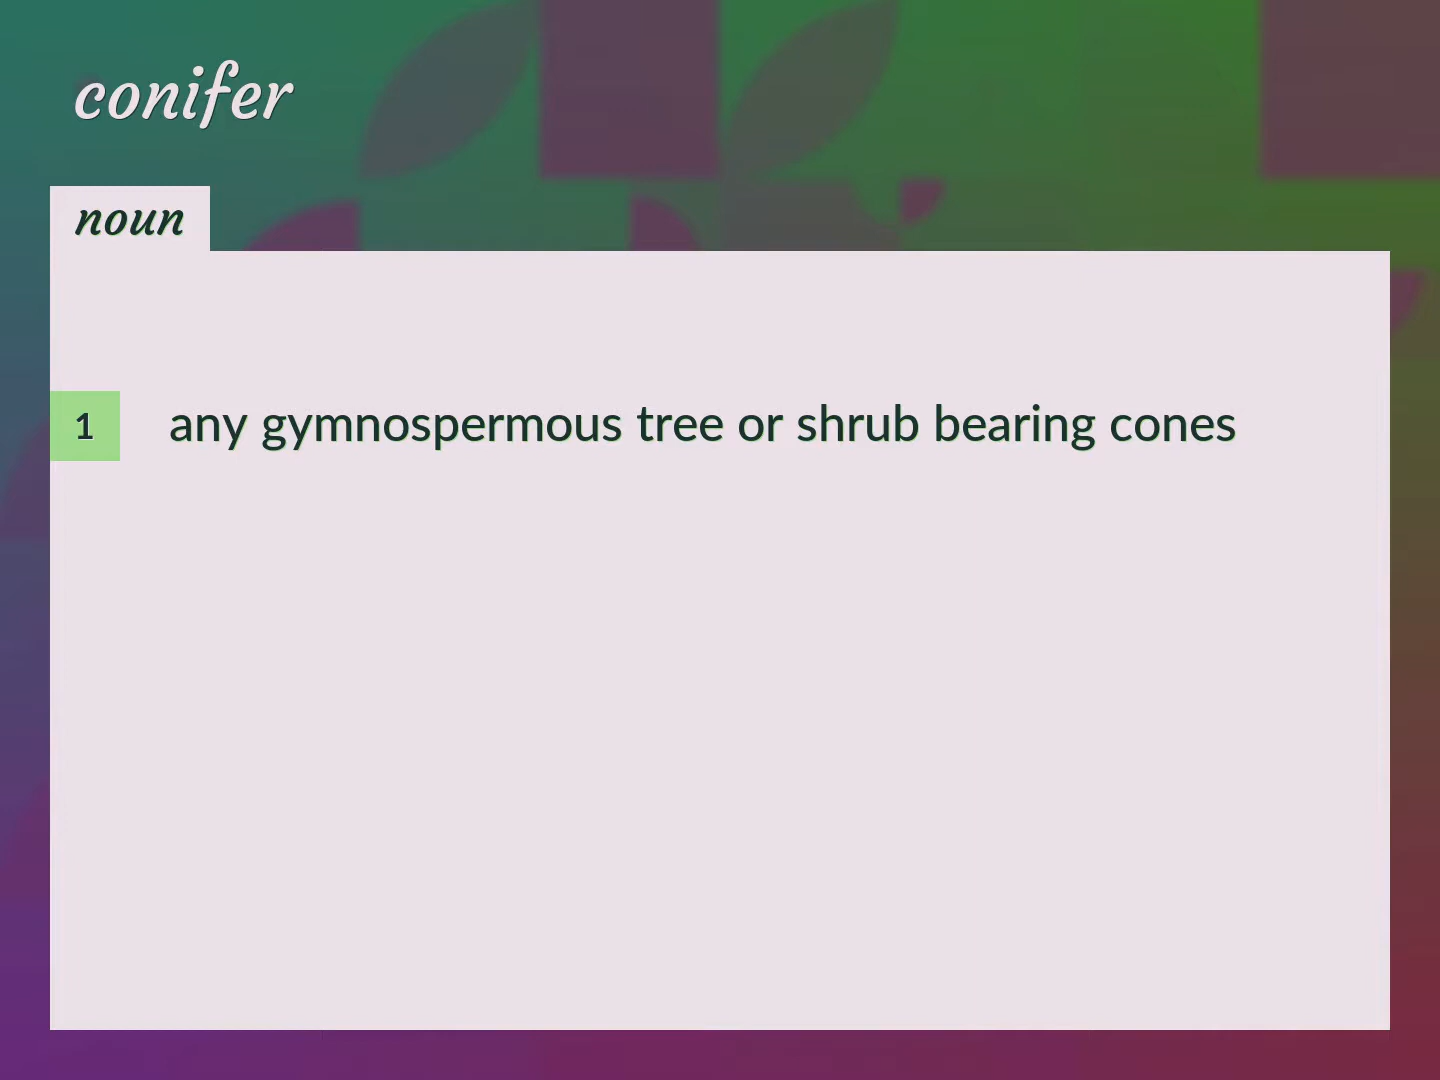 conifer
noun
1 any gymnospermous tree or shrub bearing cones